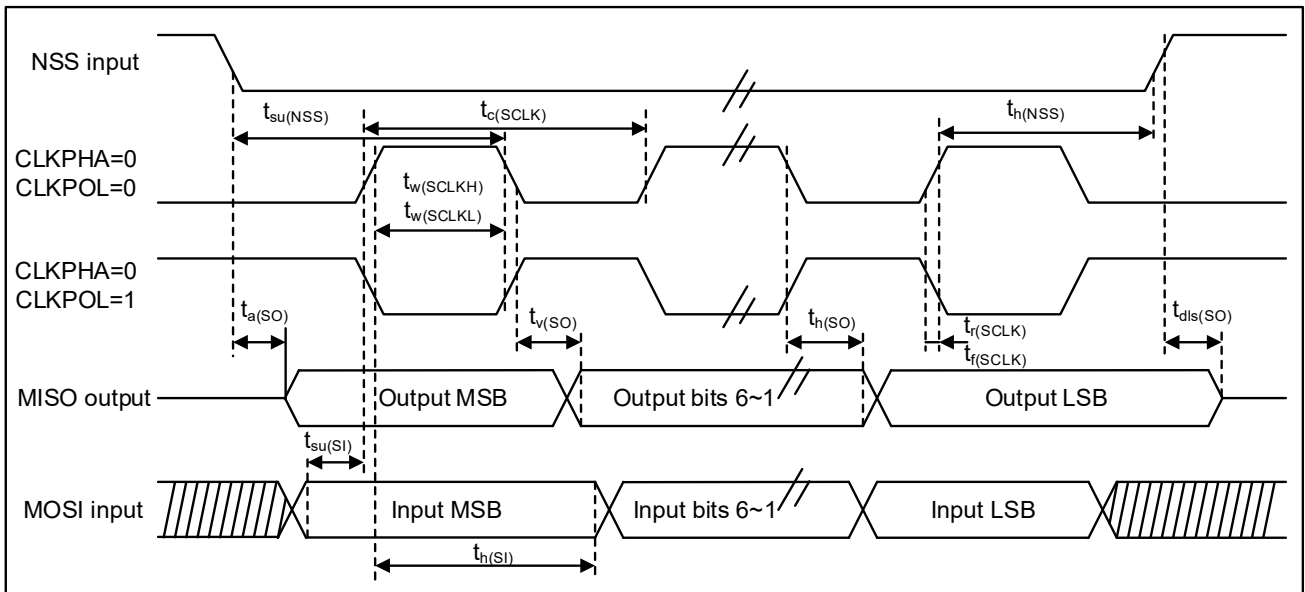 NSS input
tsu(NSS)
tc(SCLK)
th(NSS)
CLKPHA=0
CLKPOL=0
tw(SCLKH)
tw(SCLKL)
CLKPHA=0
CLKPOL=1
ta(SO)
tv(SO)
th(SO)
tr(SCLK)
tf(SCLK)
tdls(SO)
MISO output
Output MSB
Output bits 6~1
Output LSB
tsu(SI)
MOSI input
Input MSB
Input bits 6~1
Input LSB
th(SI)